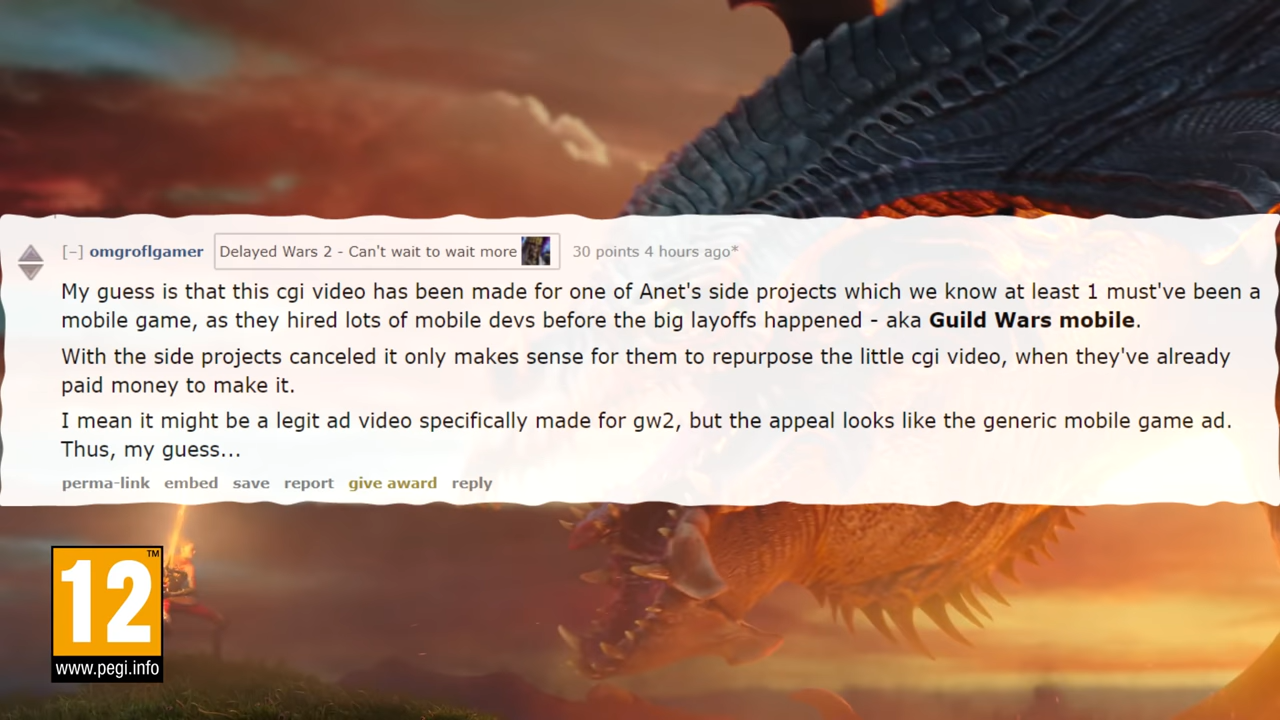 [-] omgroflgamer Delayed Wars 2 - Can't wait to wait more 30 points 4 hours ago*
My guess is that this cgi video has been made for one of Anet's side projects which we know at least 1 must've been a
mobile game, as they hired lots of mobile devs before the big layoffs happened - aka Guild Wars mobile.
With the side projects canceled it only makes sense for them to repurpose the little cgi video, when they've already
paid money to make it.
I mean it might be a legit ad video specifically made for gw2, but the appeal looks like the generic mobile game ad.
Thus, my guess...
perma-link embed save report give award reply
12™
www.pegi.info